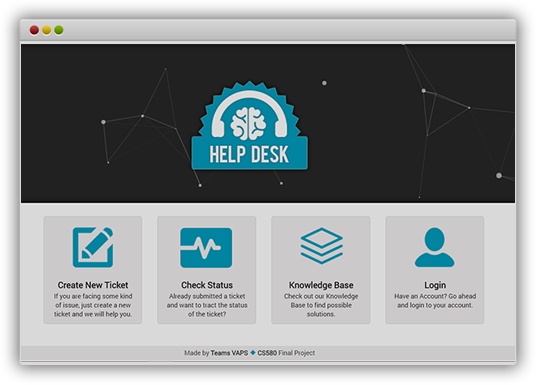 HELP DESK
Create New Ticket
If you are facing some kind
of issue, just create a new
ticket and we will help you.
Check Status
Already submitted a ticket
and want to tract the status
of the ticket?
Knowledge Base
Check out our Knowledge
Base to find possible
solutions.
Login
Have an Account? Go ahead
and login to your account.
Made by Teams VAPS ◆ CS580 Final Project